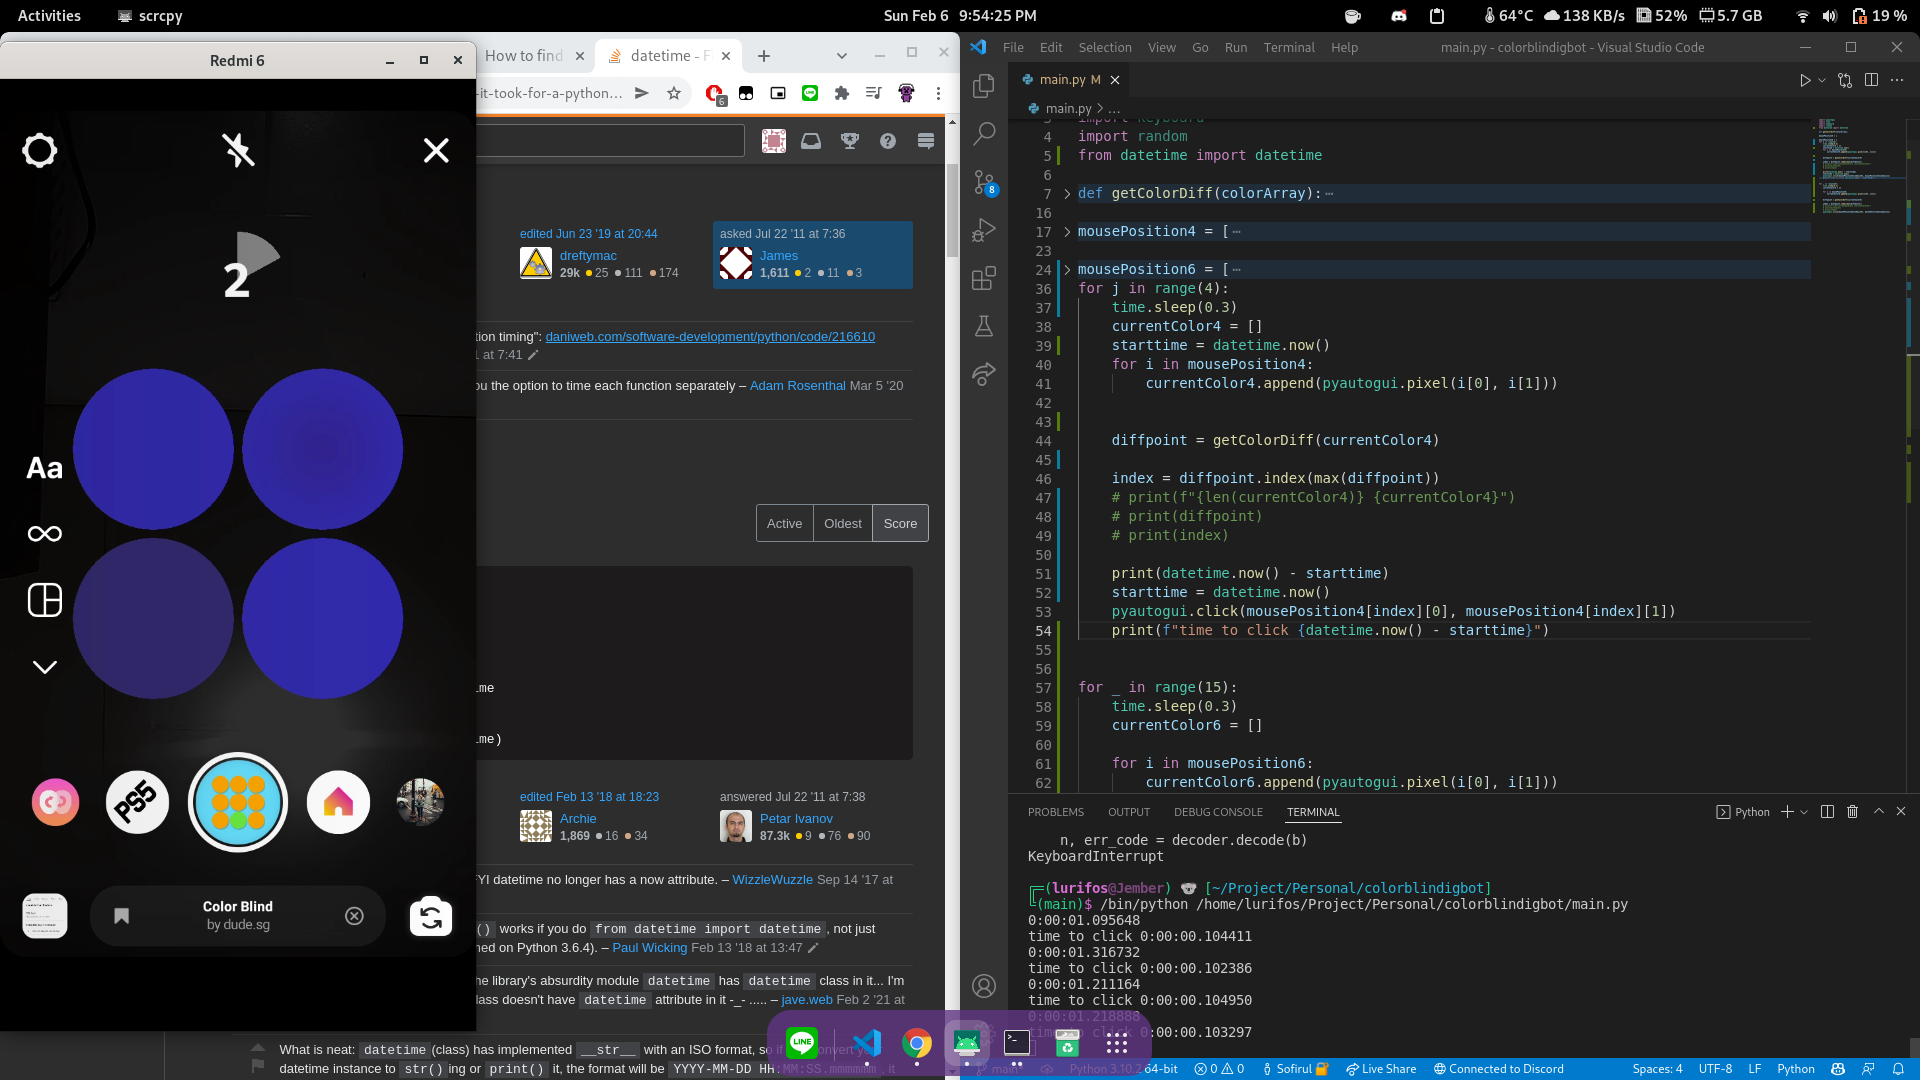 Activities
scrcpy
Sun Feb 6 9:54:25 PM
64°C
138 KB/s
52%
5.7 GB
19 %
Redmi 6
2
Aa
PS5
Color Blind
by dude.sg
How to find
datetime - F
-it-took-for-a-python...
6
edited Jun 23 '19 at 20:44
dreftymac
29k 25 111 174
asked Jul 22 '11 at 7:36
James
1,611 2 11 3
tion timing": daniweb.com/software-development/python/code/216610
1 at 7:41
ou the option to time each function separately – Adam Rosenthal Mar 5 '20
Active
Oldest
Score
me
me)
edited Feb 13 '18 at 18:23
Archie
1,869 16 34
answered Jul 22 '11 at 7:38
Petar Ivanov
87.3k 9 76 90
FYI datetime no longer has a now attribute. – WizzleWuzzle Sep 14 '17 at
() works if you do from datetime import datetime, not just
ned on Python 3.6.4). – Paul Wicking Feb 13 '18 at 13:47
he library's absurdity module datetime has datetime class in it... I'm
lass doesn't have datetime attribute in it -_- ..... – jave.web Feb 2 '21 at
What is neat: datetime (class) has implemented __str__ with an ISO format, so if
datetime instance to str() ing or print() it, the format will be YYYY-MM-DD HH:MM:SS.mmmmmm, it
LINE
File Edit Selection View Go Run Terminal Help
main.py - colorblindigbot - Visual Studio Code
main.py M
main.py > ...
8
3 import keyboard
4 import random
5 from datetime import datetime
6
7 def getColorDiff(colorArray):
16
17 mousePosition4 = [
23
24 mousePosition6 = [
36 for j in range(4):
37 time.sleep(0.3)
38 currentColor4 = []
39 starttime = datetime.now()
40 for i in mousePosition4:
41 currentColor4.append(pyautogui.pixel(i[0], i[1]))
42
43
44 diffpoint = getColorDiff(currentColor4)
45
46 index = diffpoint.index(max(diffpoint))
47 # print(f"{len(currentColor4)} {currentColor4}")
48 # print(diffpoint)
49 # print(index)
50
51 print(datetime.now() - starttime)
52 starttime = datetime.now()
53 pyautogui.click(mousePosition4[index][0], mousePosition4[index][1])
54 print(f"time to click {datetime.now() - starttime}")
55
56
57 for _ in range(15):
58 time.sleep(0.3)
59 currentColor6 = []
60
61 for i in mousePosition6:
62 currentColor6.append(pyautogui.pixel(i[0], i[1]))
PROBLEMS OUTPUT DEBUG CONSOLE TERMINAL
Python
n, err_code = decoder.decode(b)
KeyboardInterrupt
(lurifos@Jember) [~/Project/Personal/colorblindigbot]
(main)$ /bin/python /home/lurifos/Project/Personal/colorblindigbot/main.py
0:00:01.095648
time to click 0:00:00.104411
0:00:01.316732
time to click 0:00:00.102386
0:00:01.211164
time to click 0:00:00.104950
0:00:01.218888
time to click 0:00:00.103297
main*
Python 3.10.2 64-bit
0 0
Sofirul
Live Share
Connected to Discord
Spaces: 4
UTF-8
LF
Python